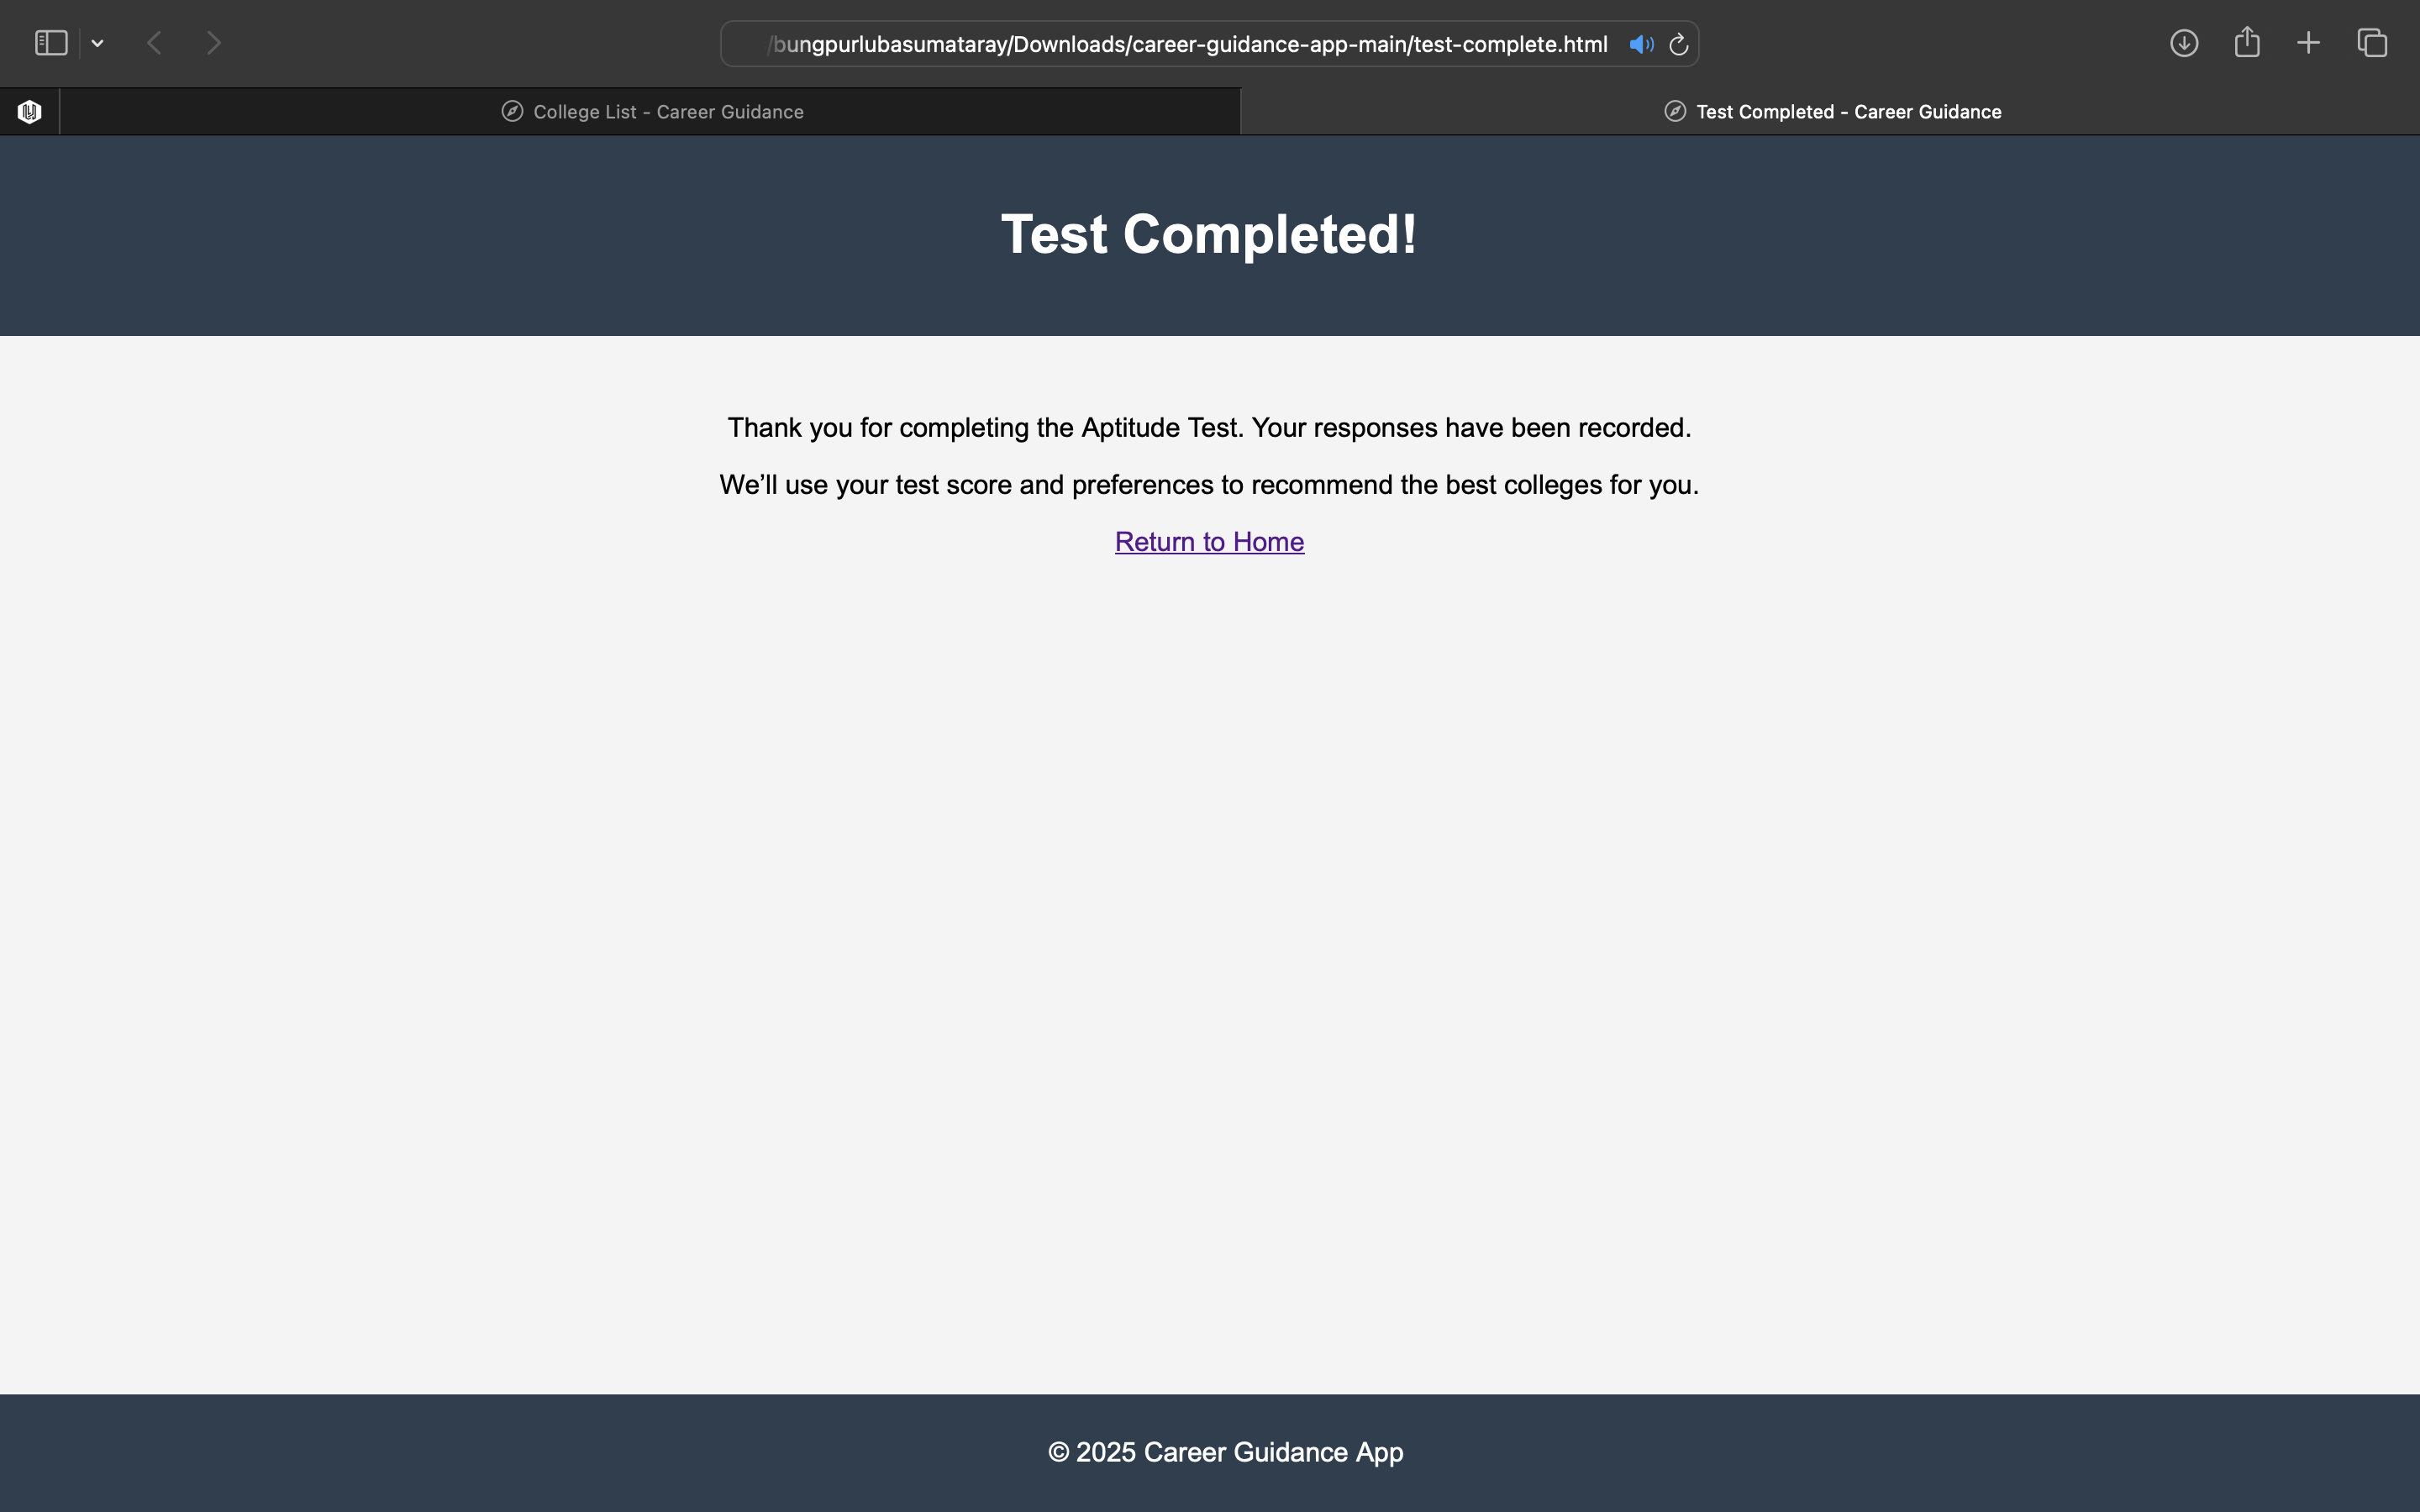 /bungpurlubasumataray/Downloads/career-guidance-app-main/test-complete.html
College List - Career Guidance
Test Completed - Career Guidance
Test Completed!
Thank you for completing the Aptitude Test. Your responses have been recorded.
We’ll use your test score and preferences to recommend the best colleges for you.
Return to Home
© 2025 Career Guidance App